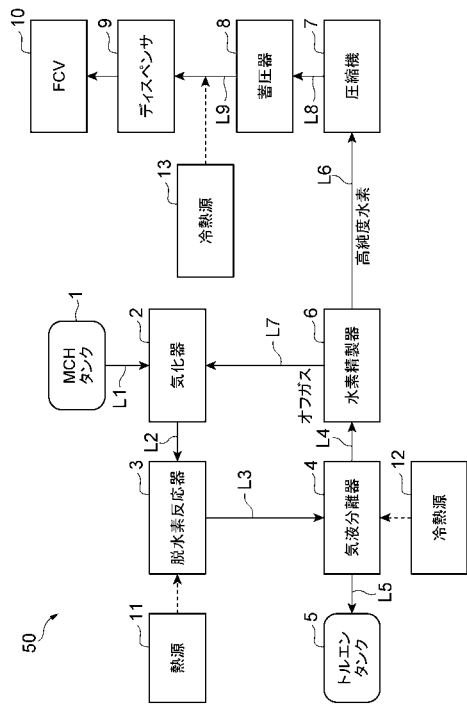 50
11
熱源
5
トルエン
タンク
L5
3
脱水素反応器
L3
4
気液分離器
12
冷熱源
L2
L4
1
MCH
タンク
L1
2
気化器
L7
オフガス
6
水素精製器
13
冷熱源
L6
高純度水素
10
FCV
9
ディスペンサ
L9
8
蓄圧器
L8
7
圧縮機